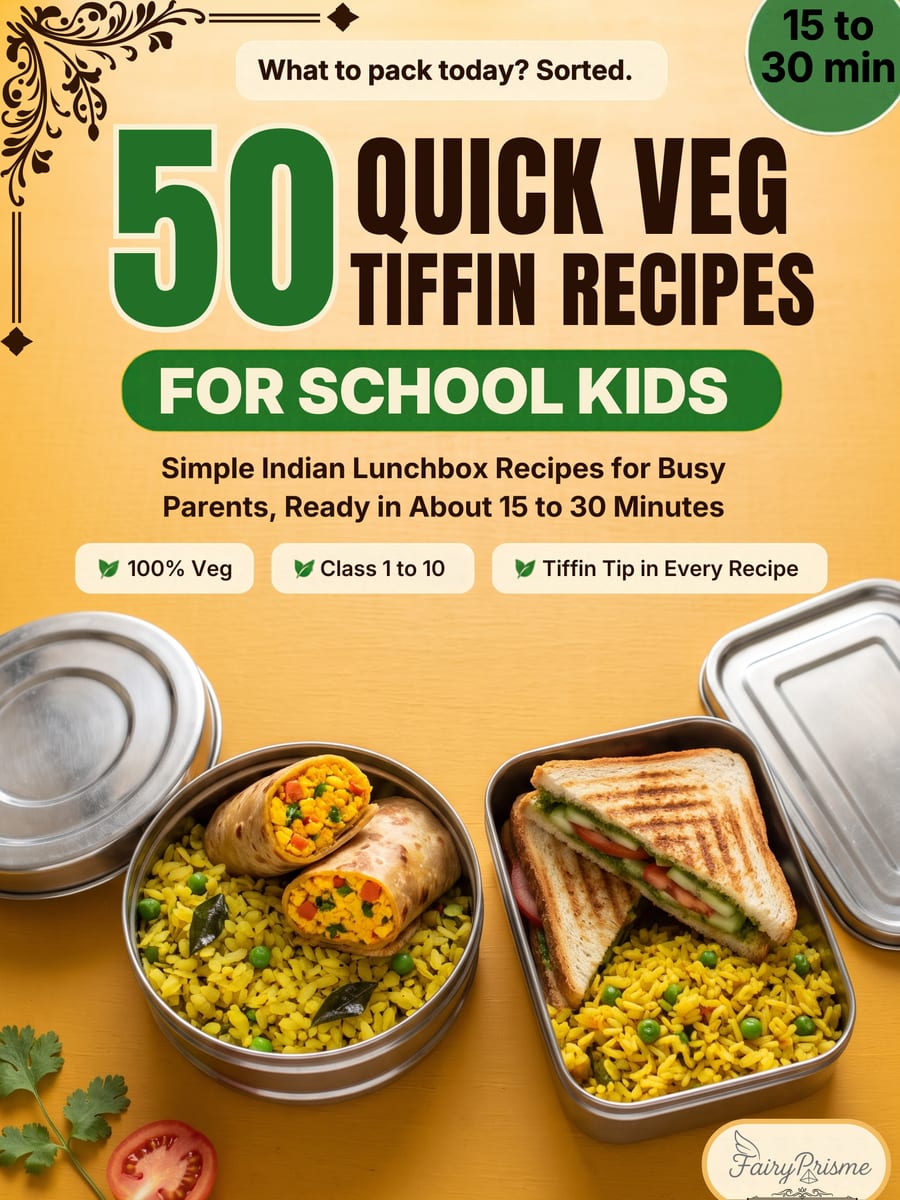 15 to
30 min
What to pack today? Sorted.
50 QUICK VEG
TIFFIN RECIPES
FOR SCHOOL KIDS
Simple Indian Lunchbox Recipes for Busy
Parents, Ready in About 15 to 30 Minutes
100% Veg
Class 1 to 10
Tiffin Tip in Every Recipe
FairyPrisme